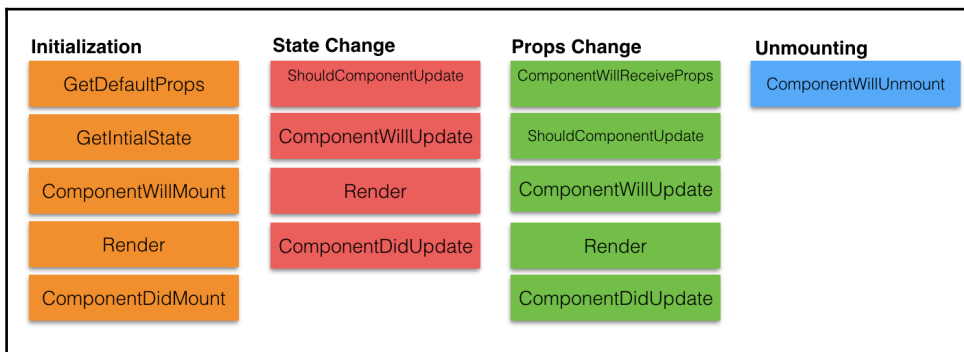 Initialization
GetDefaultProps
GetIntialState
ComponentWillMount
Render
ComponentDidMount
State Change
ShouldComponentUpdate
ComponentWillUpdate
Render
ComponentDidUpdate
Props Change
ComponentWillReceiveProps
ShouldComponentUpdate
ComponentWillUpdate
Render
ComponentDidUpdate
Unmounting
ComponentWillUnmount